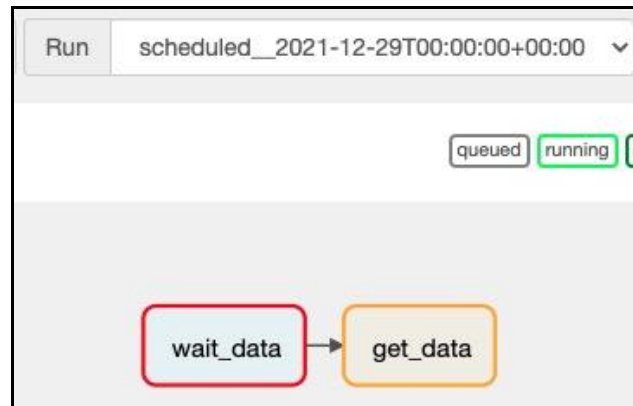 Run scheduled__2021-12-29T00:00:00+00:00
queued running
wait_data get_data